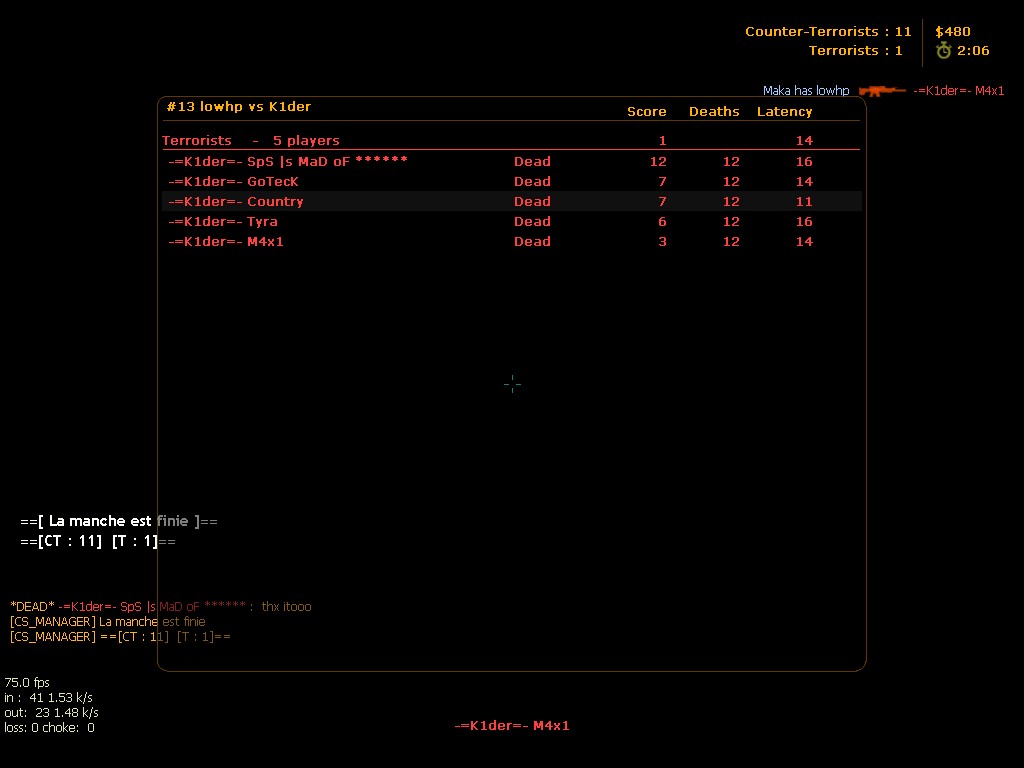 Counter-Terrorists : 11 $480
Terrorists : 1 2:06
Maka has lowhp -=K1der=- M4x1
#13 lowhp vs K1der
Score Deaths Latency
Terrorists - 5 players 1 14
-=K1der=- SpS |s MaD oF ****** Dead 12 12 16
-=K1der=- GoTecK Dead 7 12 14
-=K1der=- Country Dead 7 12 11
-=K1der=- Tyra Dead 6 12 16
-=K1der=- M4x1 Dead 3 12 14
==[ La manche est finie ]==
==[CT : 11] [T : 1]==
*DEAD* -=K1der=- SpS |s MaD oF ****** : thx itooo
[CS_MANAGER] La manche est finie
[CS_MANAGER] ==[CT : 11] [T : 1]==
75.0 fps
in : 41 1.53 k/s
out: 23 1.48 k/s
loss: 0 choke: 0
-=K1der=- M4x1